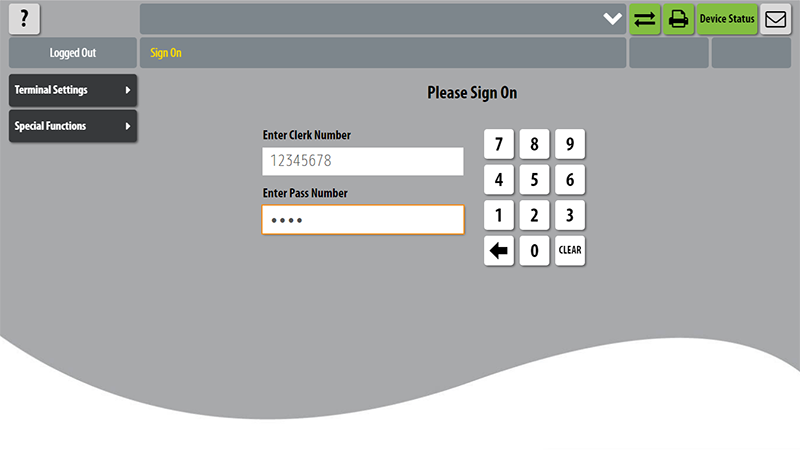 ?
Device Status
Logged Out
Sign On
Terminal Settings
Special Functions
Please Sign On
Enter Clerk Number
12345678
Enter Pass Number
••••
7 8 9
4 5 6
1 2 3
0 CLEAR